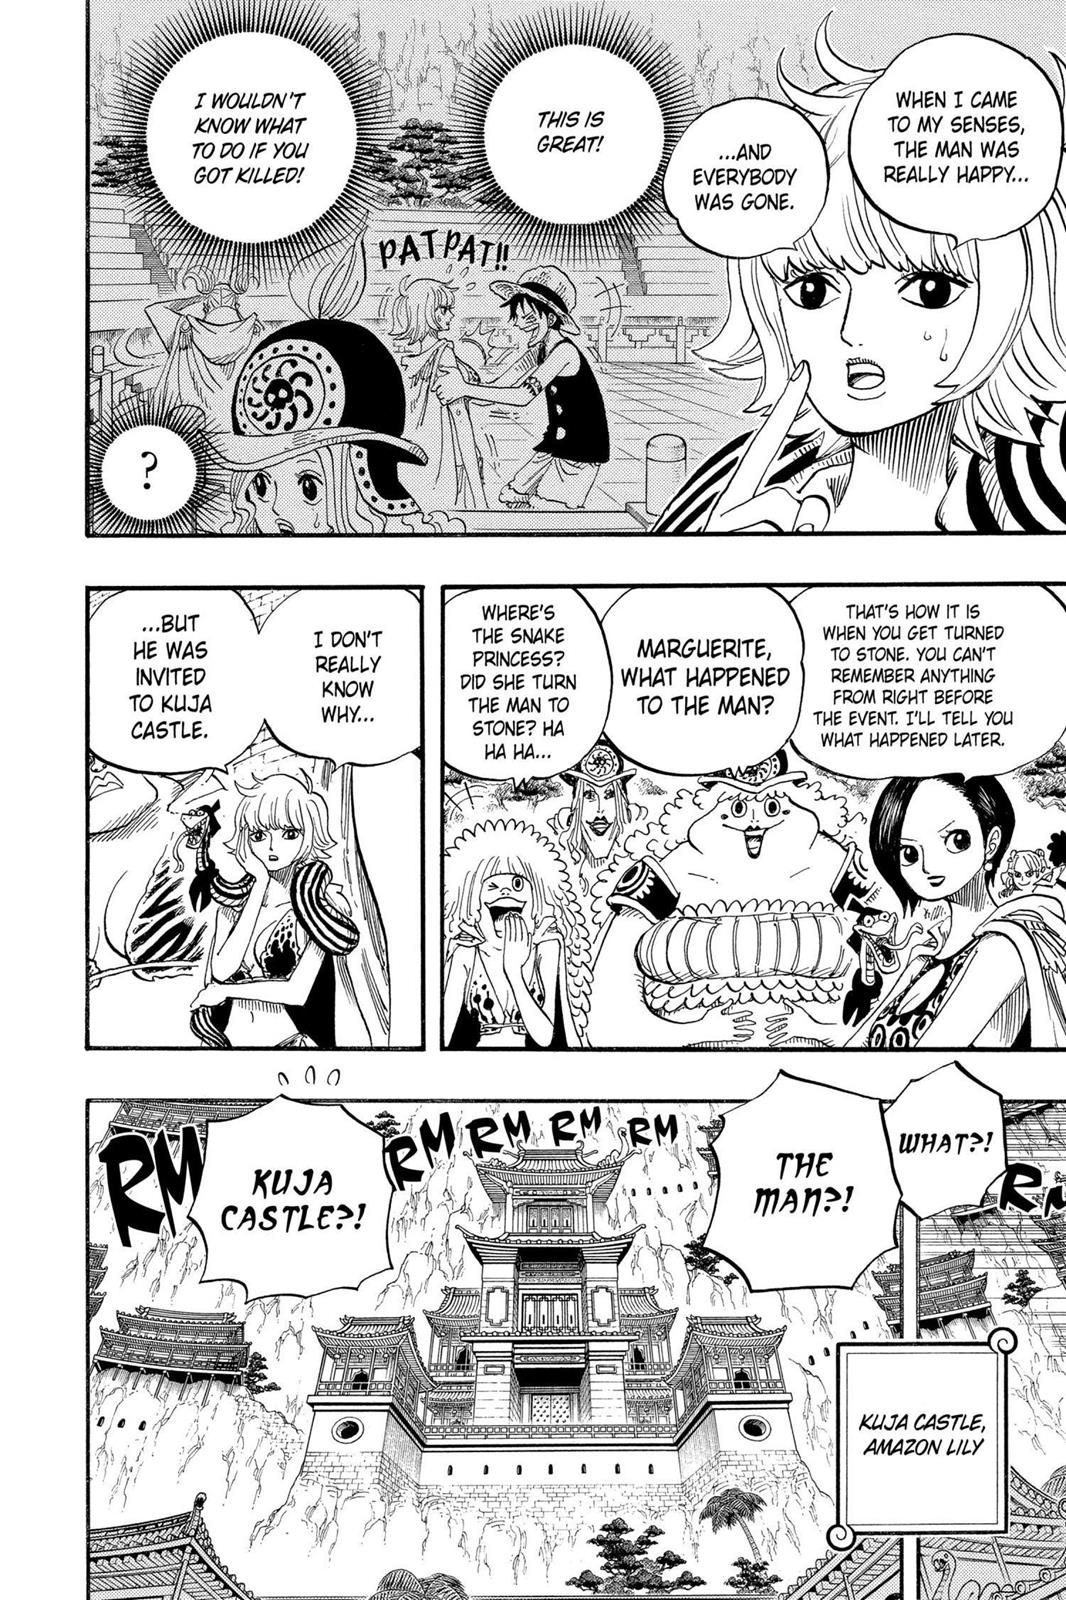 WHEN I CAME
TO MY SENSES,
THE MAN WAS
REALLY HAPPY...
...AND
EVERYBODY
WAS GONE.
THIS IS
GREAT!
PATPAT!!
I WOULDN'T
KNOW WHAT
TO DO IF YOU
GOT KILLED!
?
THAT'S HOW IT IS
WHEN YOU GET TURNED
TO STONE. YOU CAN'T
REMEMBER ANYTHING
FROM RIGHT BEFORE
THE EVENT. I'LL TELL YOU
WHAT HAPPENED LATER.
MARGUERITE,
WHAT HAPPENED
TO THE MAN?
WHERE'S
THE SNAKE
PRINCESS?
DID SHE TURN
THE MAN TO
STONE? HA
HA HA...
I DON'T
REALLY
KNOW
WHY...
...BUT
HE WAS
INVITED
TO KUJA
CASTLE.
WHAT?!
THE
MAN?!
KUJA
CASTLE?!
RM
RM
RM
RM
RM
RM
KUJA CASTLE,
AMAZON LILY